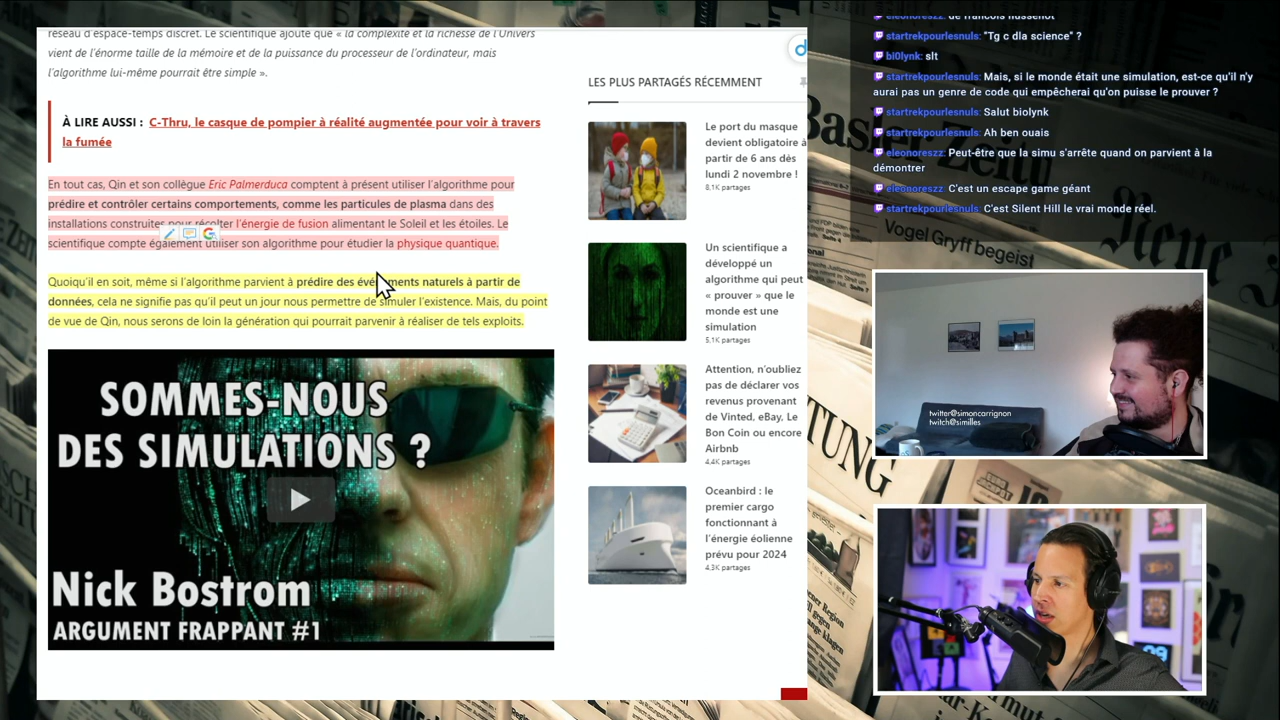 réseau d'espace-temps discret. Le scientifique ajoute que « la complexité et la richesse de l'Univers
vient de l'énorme taille de la mémoire et de la puissance du processeur de l'ordinateur, mais
l'algorithme lui-même pourrait être simple ».
À LIRE AUSSI : C-Thru, le casque de pompier à réalité augmentée pour voir à travers
la fumée
En tout cas, Qin et son collègue Eric Palmerduca comptent à présent utiliser l'algorithme pour
prédire et contrôler certains comportements, comme les particules de plasma dans des
installations construites pour récolter l'énergie de fusion alimentant le Soleil et les étoiles. Le
scientifique compte également utiliser son algorithme pour étudier la physique quantique.
Quoiqu'il en soit, même si l'algorithme parvient à prédire des événements naturels à partir de
données, cela ne signifie pas qu'il peut un jour nous permettre de simuler l'existence. Mais, du point
de vue de Qin, nous serons de loin la génération qui pourrait parvenir à réaliser de tels exploits.
SOMMES-NOUS
DES SIMULATIONS ?
Nick Bostrom
ARGUMENT FRAPPANT #1
LES PLUS PARTAGÉS RÉCEMMENT
Le port du masque
devient obligatoire à
partir de 6 ans dès
lundi 2 novembre !
8,1K partages
Un scientifique a
développé un
algorithme qui peut
« prouver » que le
monde est une
simulation
5,1K partages
Attention, n'oubliez
pas de déclarer vos
revenus provenant
de Vinted, eBay, Le
Bon Coin ou encore
Airbnb
4,4K partages
Oceanbird : le
premier cargo
fonctionnant à
l'énergie éolienne
prévu pour 2024
4,3K partages
eleonoreszz: de francois husselnot
startrekpourlesnuls: "Tg c dla science" ?
bi0lynk: slt
startrekpourlesnuls: Mais, si le monde était une simulation, est-ce qu'il n'y
aurai pas un genre de code qui empêcherai qu'on puisse le prouver ?
startrekpourlesnuls: Salut biolynk
startrekpourlesnuls: Ah ben ouais
eleonoreszz: Peut-être que la simu s'arrête quand on parvient à la
démontrer
eleonoreszz: C'est un escape game géant
startrekpourlesnuls: C'est Silent Hill le vrai monde réel.
Basler Zeitung
Vogel Gryff begeist
Neue
TUNG
twitter@simoncarrignon
twitch@similles